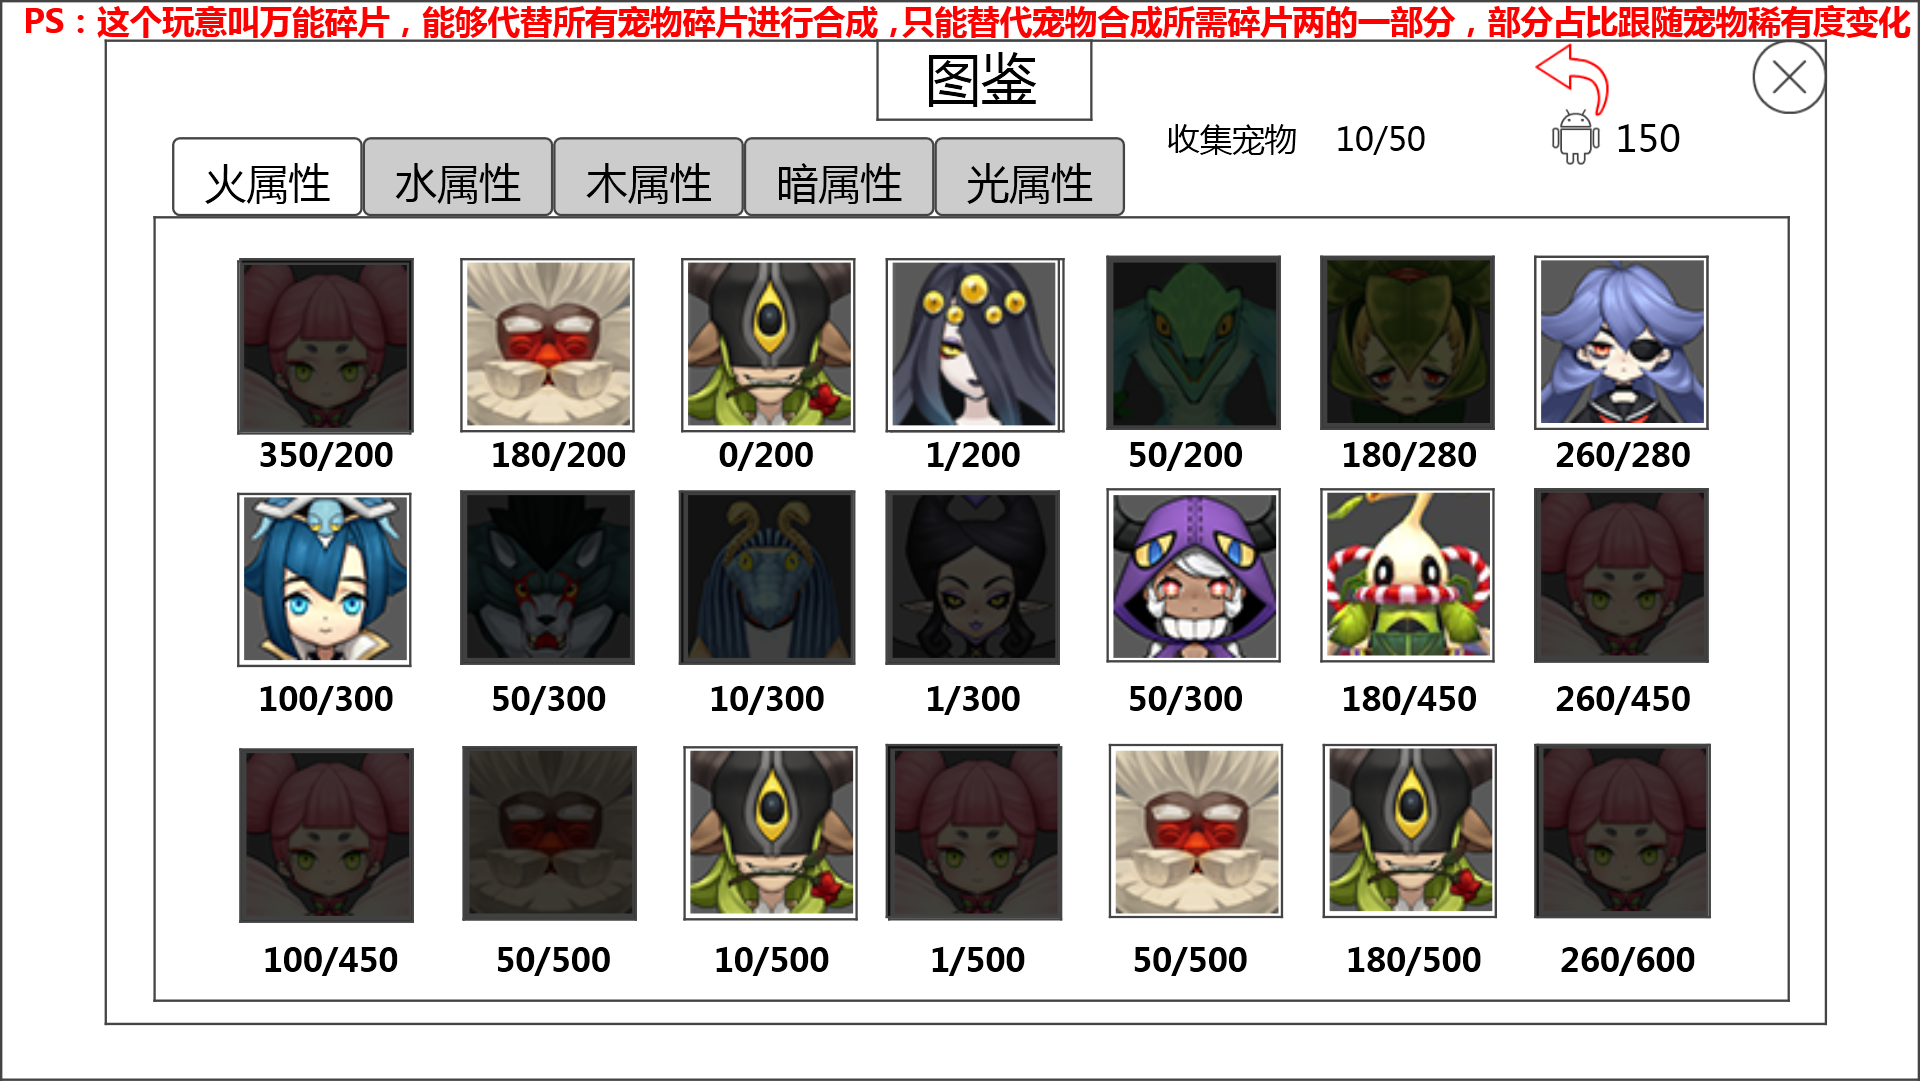 PS：这个玩意叫万能碎片，能够代替所有宠物碎片进行合成，只能替代宠物合成所需碎片两的一部分，部分占比跟随宠物稀有度变化
图鉴
收集宠物 10/50 150
火属性 水属性 木属性 暗属性 光属性
350/200 180/200 0/200 1/200 50/200 180/280 260/280
100/300 50/300 10/300 1/300 50/300 180/450 260/450
100/450 50/500 10/500 1/500 50/500 180/500 260/600